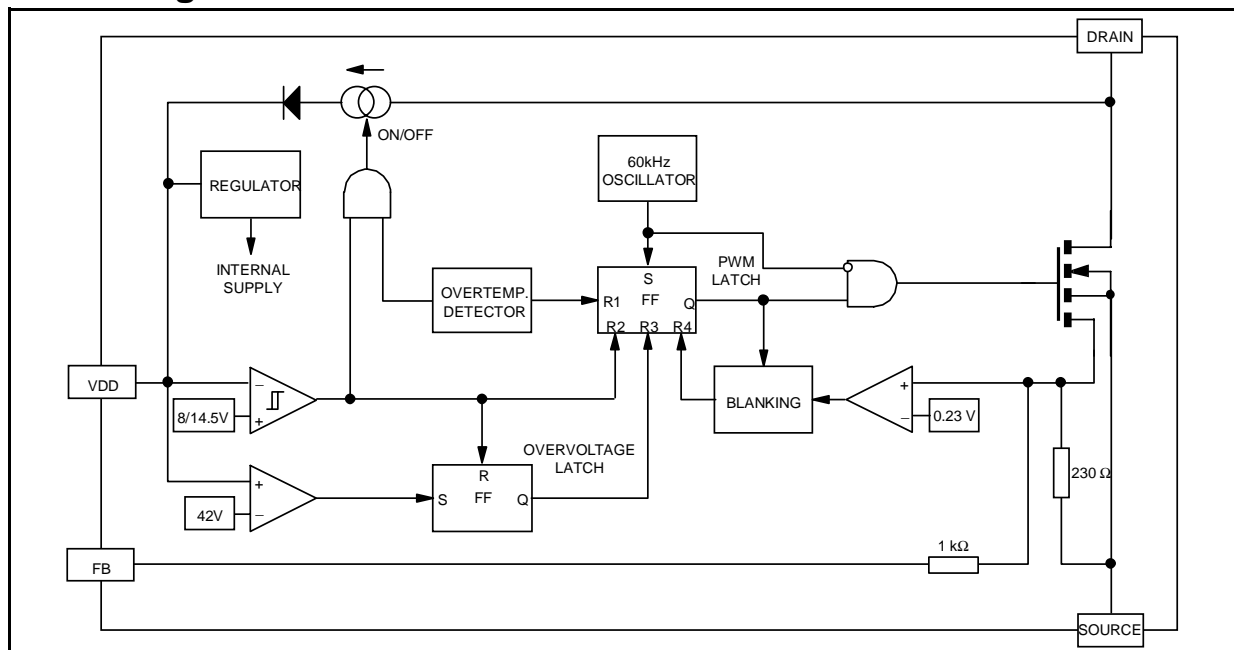 DRAIN
ON/OFF
60kHz
OSCILLATOR
REGULATOR
INTERNAL
SUPPLY
PWM
LATCH
OVERTEMP.
DETECTOR
S
R1
FF
Q
R2
R3
R4
VDD
−
8/14.5V
+
BLANKING
+
−
0.23 V
OVERVOLTAGE
LATCH
230 Ω
R
S
FF
Q
+
42V
−
1 kΩ
FB
SOURCE